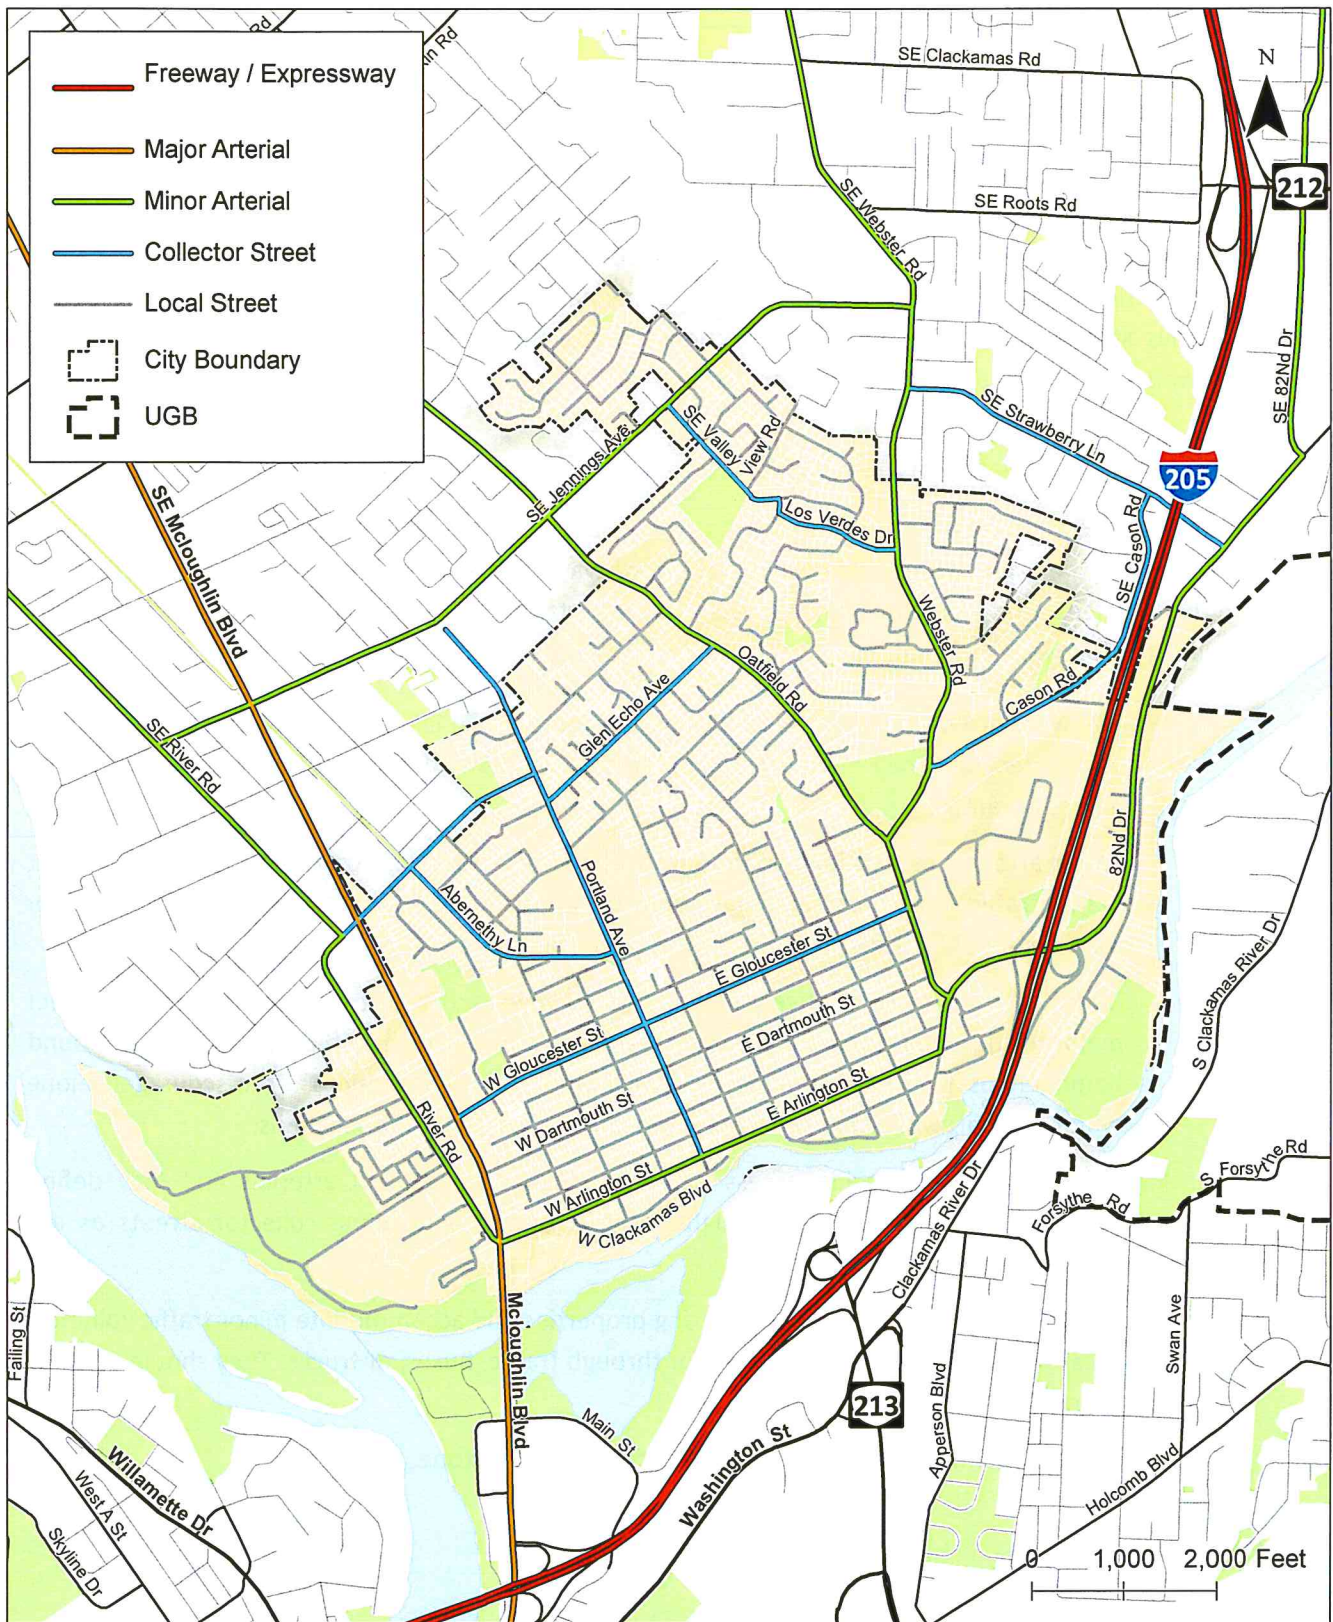 Freeway / Expressway
Major Arterial
Minor Arterial
Collector Street
Local Street
City Boundary
UGB
Rd
in Rd
SE Clackamas Rd
N
212
SE Roots Rd
SE Webster Rd
SE 82Nd Dr
SE Strawberry Ln
SE Valley
View Rd
SE Jennings Ave
205
SE Mcloughlin Blvd
Los Verdes Dr
SE Cason Rd
Webster Rd
Oatfield Rd
Cason Rd
Glen Echo Ave
SE River Rd
82Nd Dr
Portland Ave
Abernethy Ln
E Gloucester St
S Clackamas River Dr
E Dartmouth St
W Gloucester St
E Arlington St
W Dartmouth St
River Rd
W Arlington St
W Clackamas Blvd
S Forsythe Rd
Forsythe Rd
Clackamas River Dr
Failing St
Mcloughlin Blvd
Swan Ave
213
Main St
Apperson Blvd
Washington St
Holcomb Blvd
Willamette Dr
West A St
Skyline Dr
0 1,000 2,000 Feet